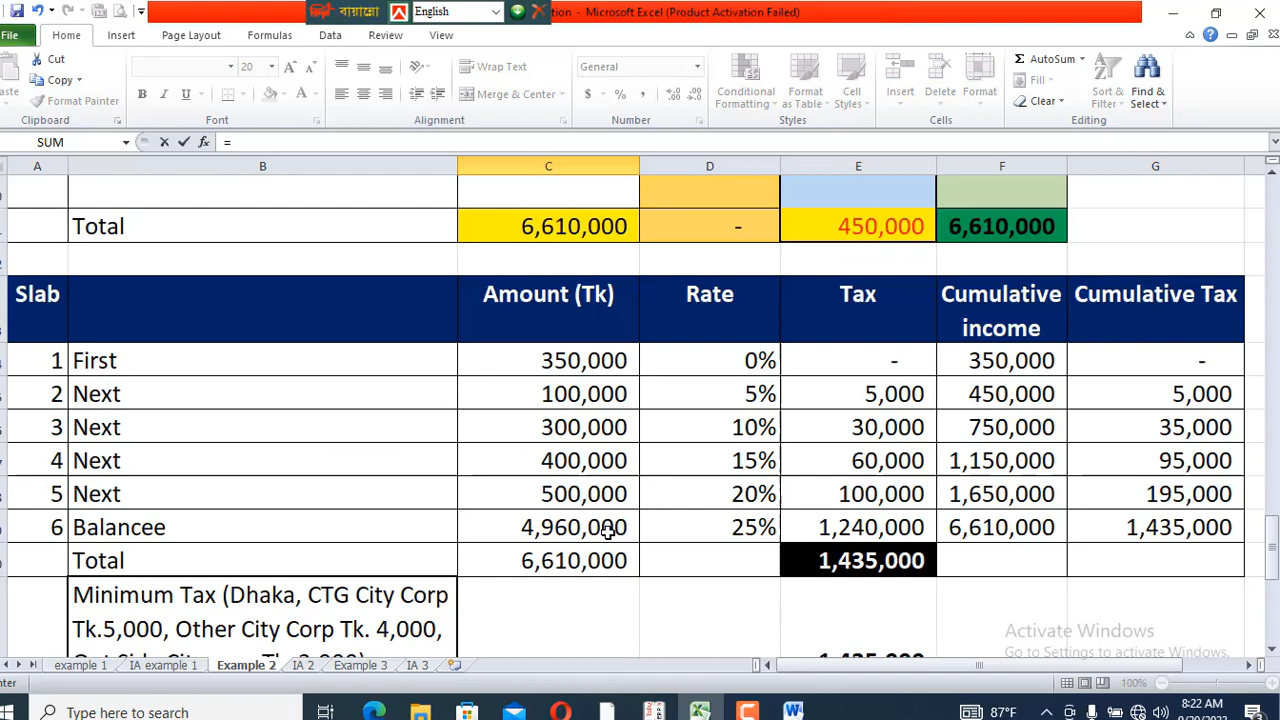 বায়ান্নো English tion - Microsoft Excel (Product Activation Failed)
File Home Insert Page Layout Formulas Data Review View
Cut
Copy
Format Painter
20
Wrap Text
Merge & Center
General
Conditional Formatting
Format as Table
Cell Styles
Insert Delete Format
AutoSum
Fill
Clear
Sort & Filter
Find & Select
Clipboard Font Alignment Number Styles Cells Editing
SUM fx =
A B C D E F G
Total 6,610,000 - 450,000 6,610,000
Slab Amount (Tk) Rate Tax Cumulative income Cumulative Tax
1 First 350,000 0% - 350,000 -
2 Next 100,000 5% 5,000 450,000 5,000
3 Next 300,000 10% 30,000 750,000 35,000
4 Next 400,000 15% 60,000 1,150,000 95,000
5 Next 500,000 20% 100,000 1,650,000 195,000
6 Balancee 4,960,000 25% 1,240,000 6,610,000 1,435,000
Total 6,610,000 1,435,000
Minimum Tax (Dhaka, CTG City Corp
Tk.5,000, Other City Corp Tk. 4,000,
1,435,000
Activate Windows
Go to Settings to activate Windows.
example 1 IA example 1 Example 2 IA 2 Example 3 IA 3
nter 100%
Type here to search 87°F 8:22 AM